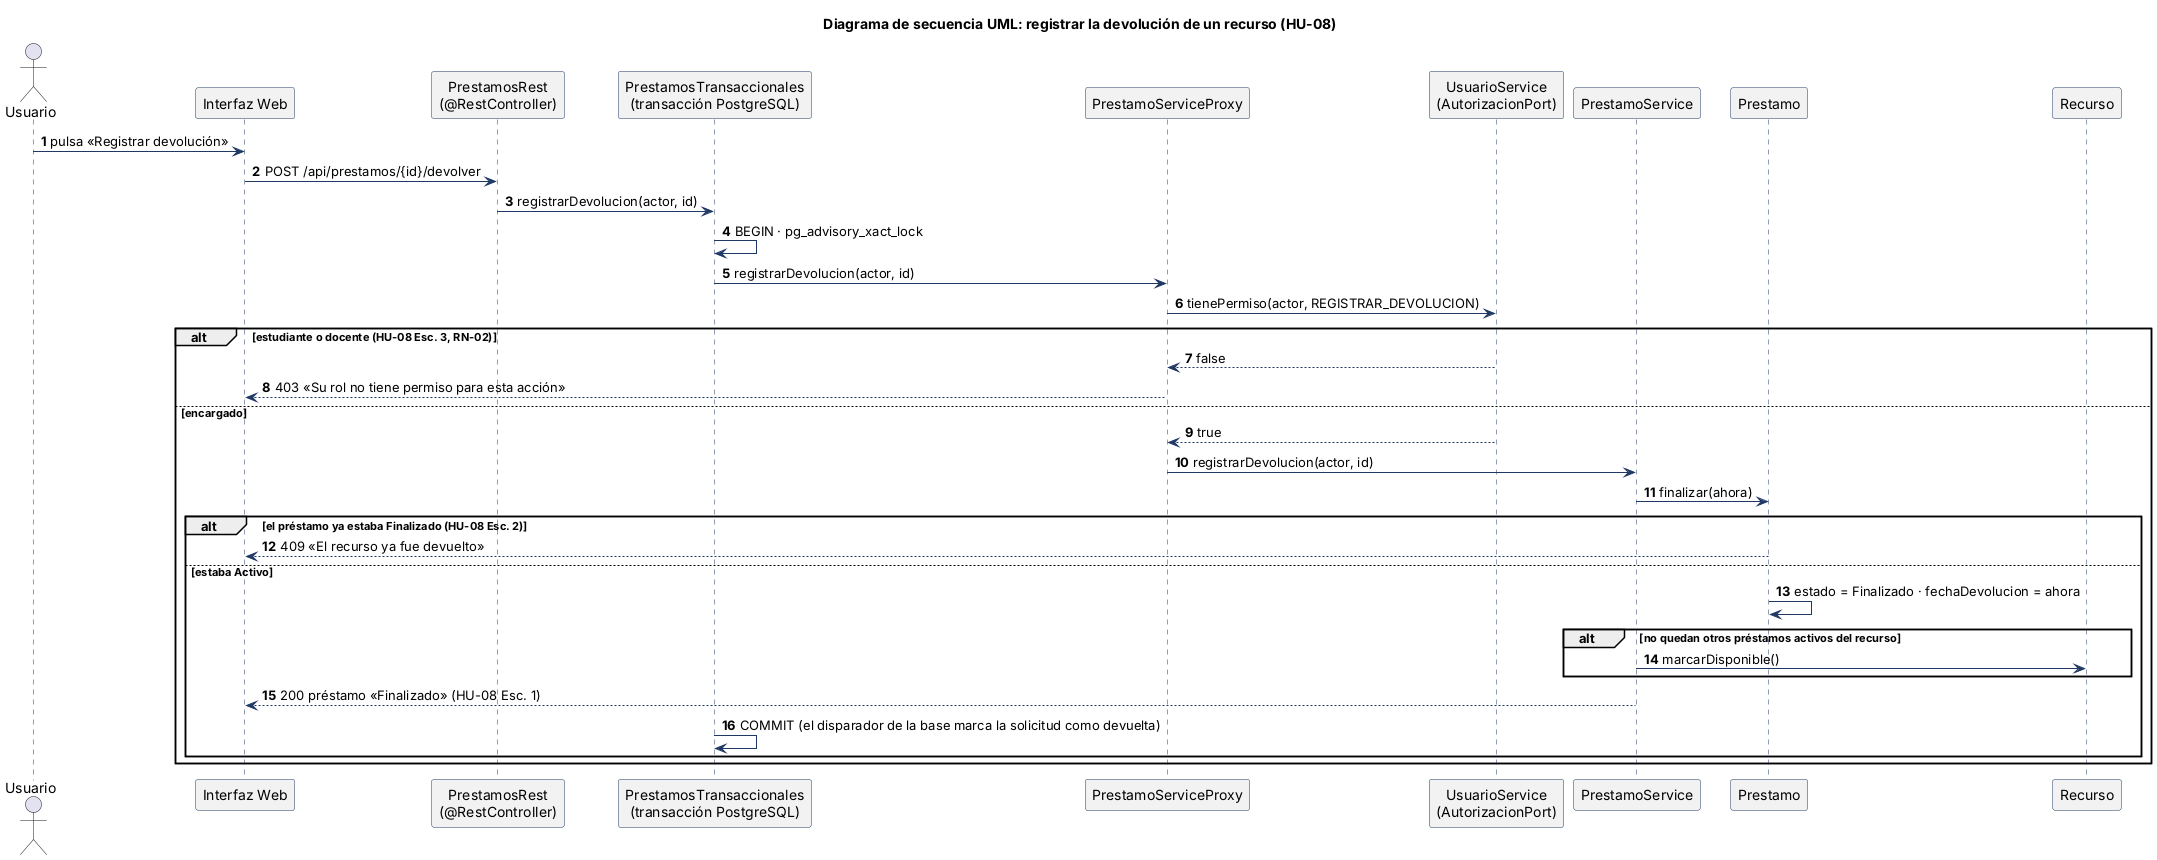 Diagrama de secuencia UML: registrar la devolución de un recurso (HU-08)
Usuario
Interfaz Web
PrestamosRest
(@RestController)
PrestamosTransaccionales
(transacción PostgreSQL)
PrestamoServiceProxy
UsuarioService
(AutorizacionPort)
PrestamoService
Prestamo
Recurso
1 pulsa «Registrar devolución»
2 POST /api/prestamos/{id}/devolver
3 registrarDevolucion(actor, id)
4 BEGIN · pg_advisory_xact_lock
5 registrarDevolucion(actor, id)
6 tienePermiso(actor, REGISTRAR_DEVOLUCION)
alt [estudiante o docente (HU-08 Esc. 3, RN-02)]
7 false
8 403 «Su rol no tiene permiso para esta acción»
[encargado]
9 true
10 registrarDevolucion(actor, id)
11 finalizar(ahora)
alt [el préstamo ya estaba Finalizado (HU-08 Esc. 2)]
12 409 «El recurso ya fue devuelto»
[estaba Activo]
13 estado = Finalizado · fechaDevolucion = ahora
alt [no quedan otros préstamos activos del recurso]
14 marcarDisponible()
15 200 préstamo «Finalizado» (HU-08 Esc. 1)
16 COMMIT (el disparador de la base marca la solicitud como devuelta)
Usuario
Interfaz Web
PrestamosRest
(@RestController)
PrestamosTransaccionales
(transacción PostgreSQL)
PrestamoServiceProxy
UsuarioService
(AutorizacionPort)
PrestamoService
Prestamo
Recurso